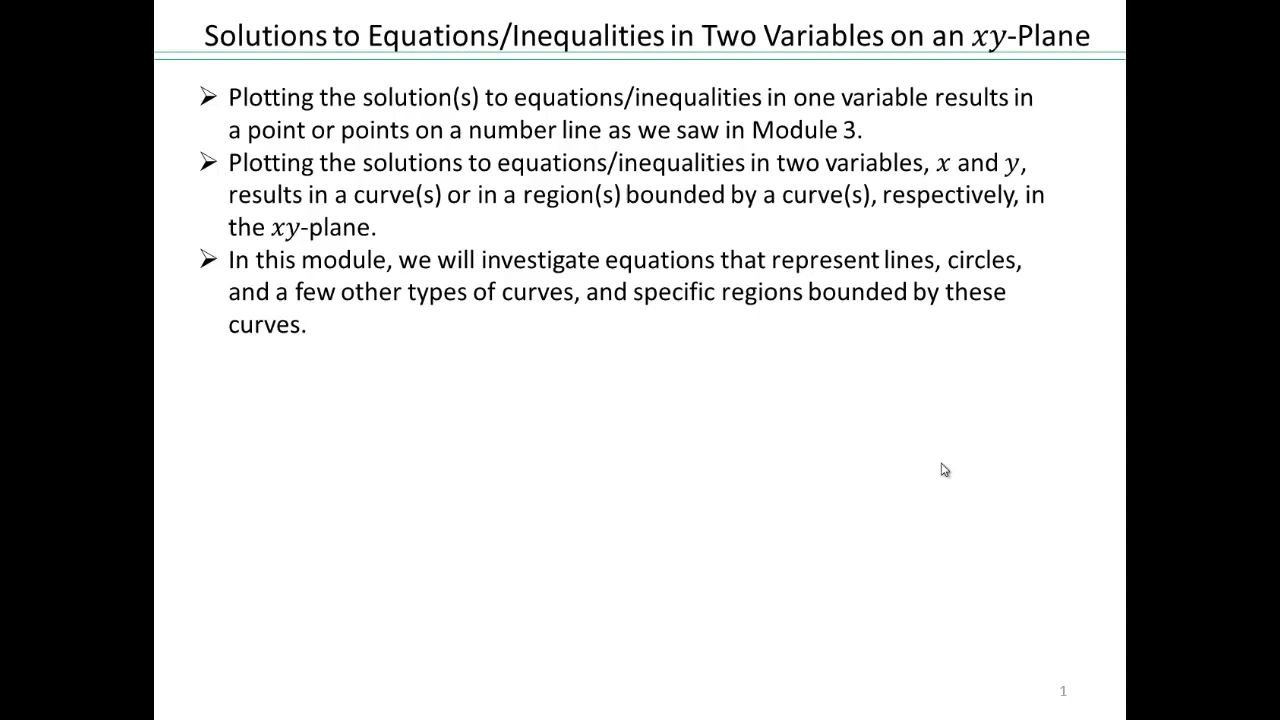 Solutions to Equations/Inequalities in Two Variables on an 𝑥𝑦-Plane
➢ Plotting the solution(s) to equations/inequalities in one variable results in
a point or points on a number line as we saw in Module 3.
➢ Plotting the solutions to equations/inequalities in two variables, 𝑥 and 𝑦,
results in a curve(s) or in a region(s) bounded by a curve(s), respectively, in
the 𝑥𝑦-plane.
➢ In this module, we will investigate equations that represent lines, circles,
and a few other types of curves, and specific regions bounded by these
curves.
1